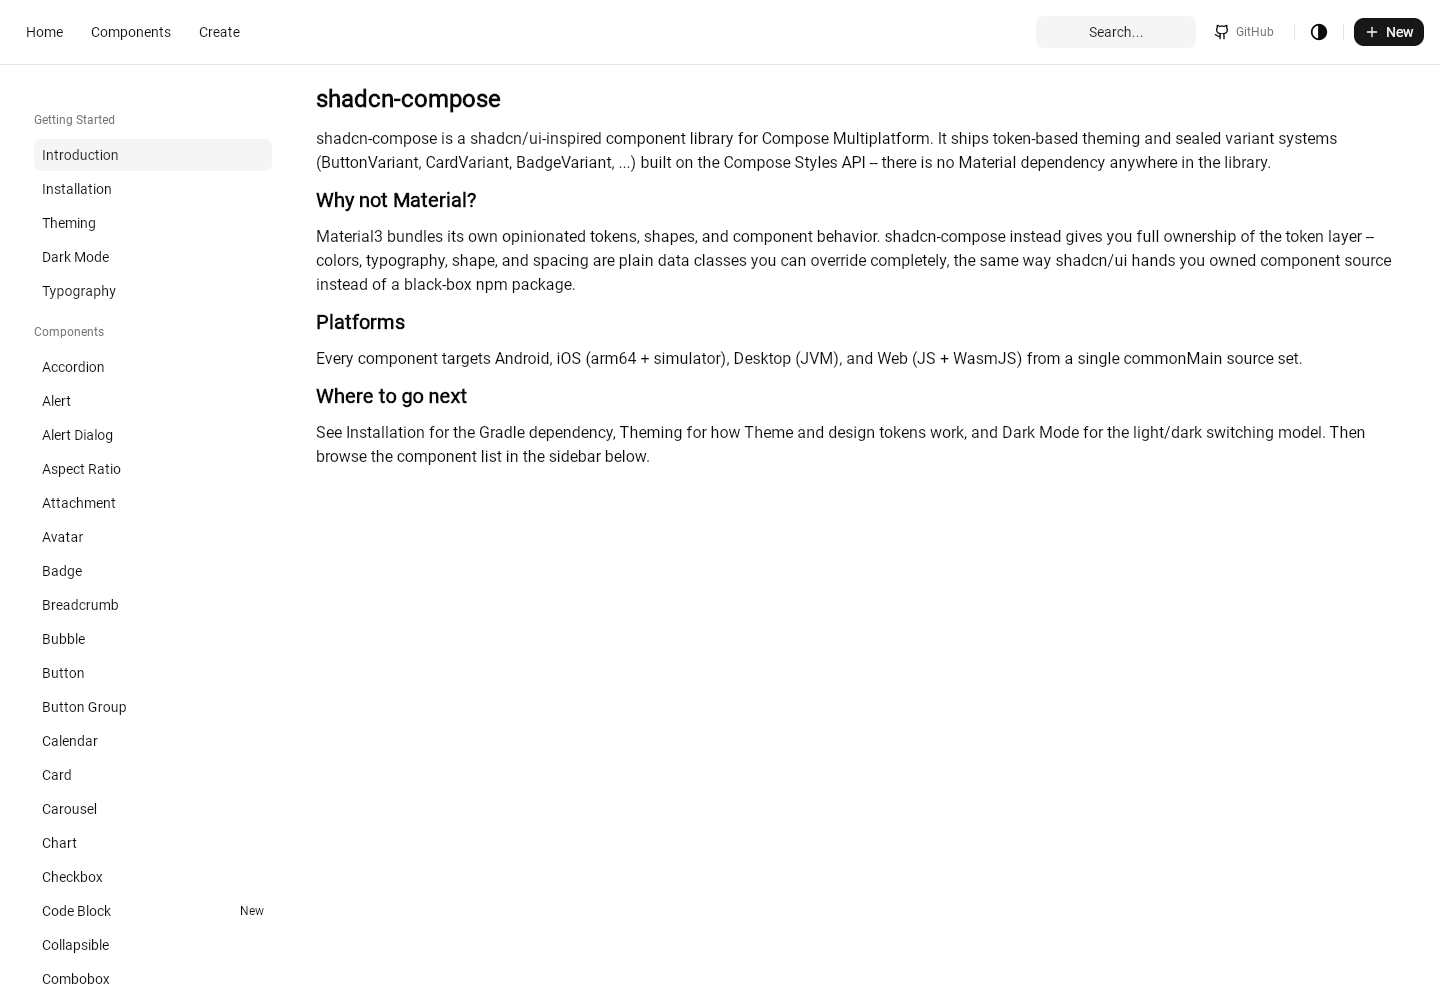 Home Components Create Search... GitHub New
Getting Started
Introduction
Installation
Theming
Dark Mode
Typography
Components
Accordion
Alert
Alert Dialog
Aspect Ratio
Attachment
Avatar
Badge
Breadcrumb
Bubble
Button
Button Group
Calendar
Card
Carousel
Chart
Checkbox
Code Block New
Collapsible
Combobox
shadcn-compose
shadcn-compose is a shadcn/ui-inspired component library for Compose Multiplatform. It ships token-based theming and sealed variant systems
(ButtonVariant, CardVariant, BadgeVariant, ...) built on the Compose Styles API -- there is no Material dependency anywhere in the library.
Why not Material?
Material3 bundles its own opinionated tokens, shapes, and component behavior. shadcn-compose instead gives you full ownership of the token layer --
colors, typography, shape, and spacing are plain data classes you can override completely, the same way shadcn/ui hands you owned component source
instead of a black-box npm package.
Platforms
Every component targets Android, iOS (arm64 + simulator), Desktop (JVM), and Web (JS + WasmJS) from a single commonMain source set.
Where to go next
See Installation for the Gradle dependency, Theming for how Theme and design tokens work, and Dark Mode for the light/dark switching model. Then
browse the component list in the sidebar below.